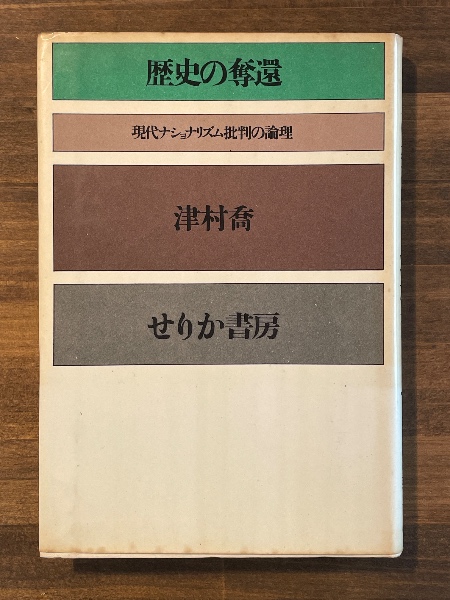 歴史の奪還
現代ナショナリズム批判の論理
津村喬
せりか書房